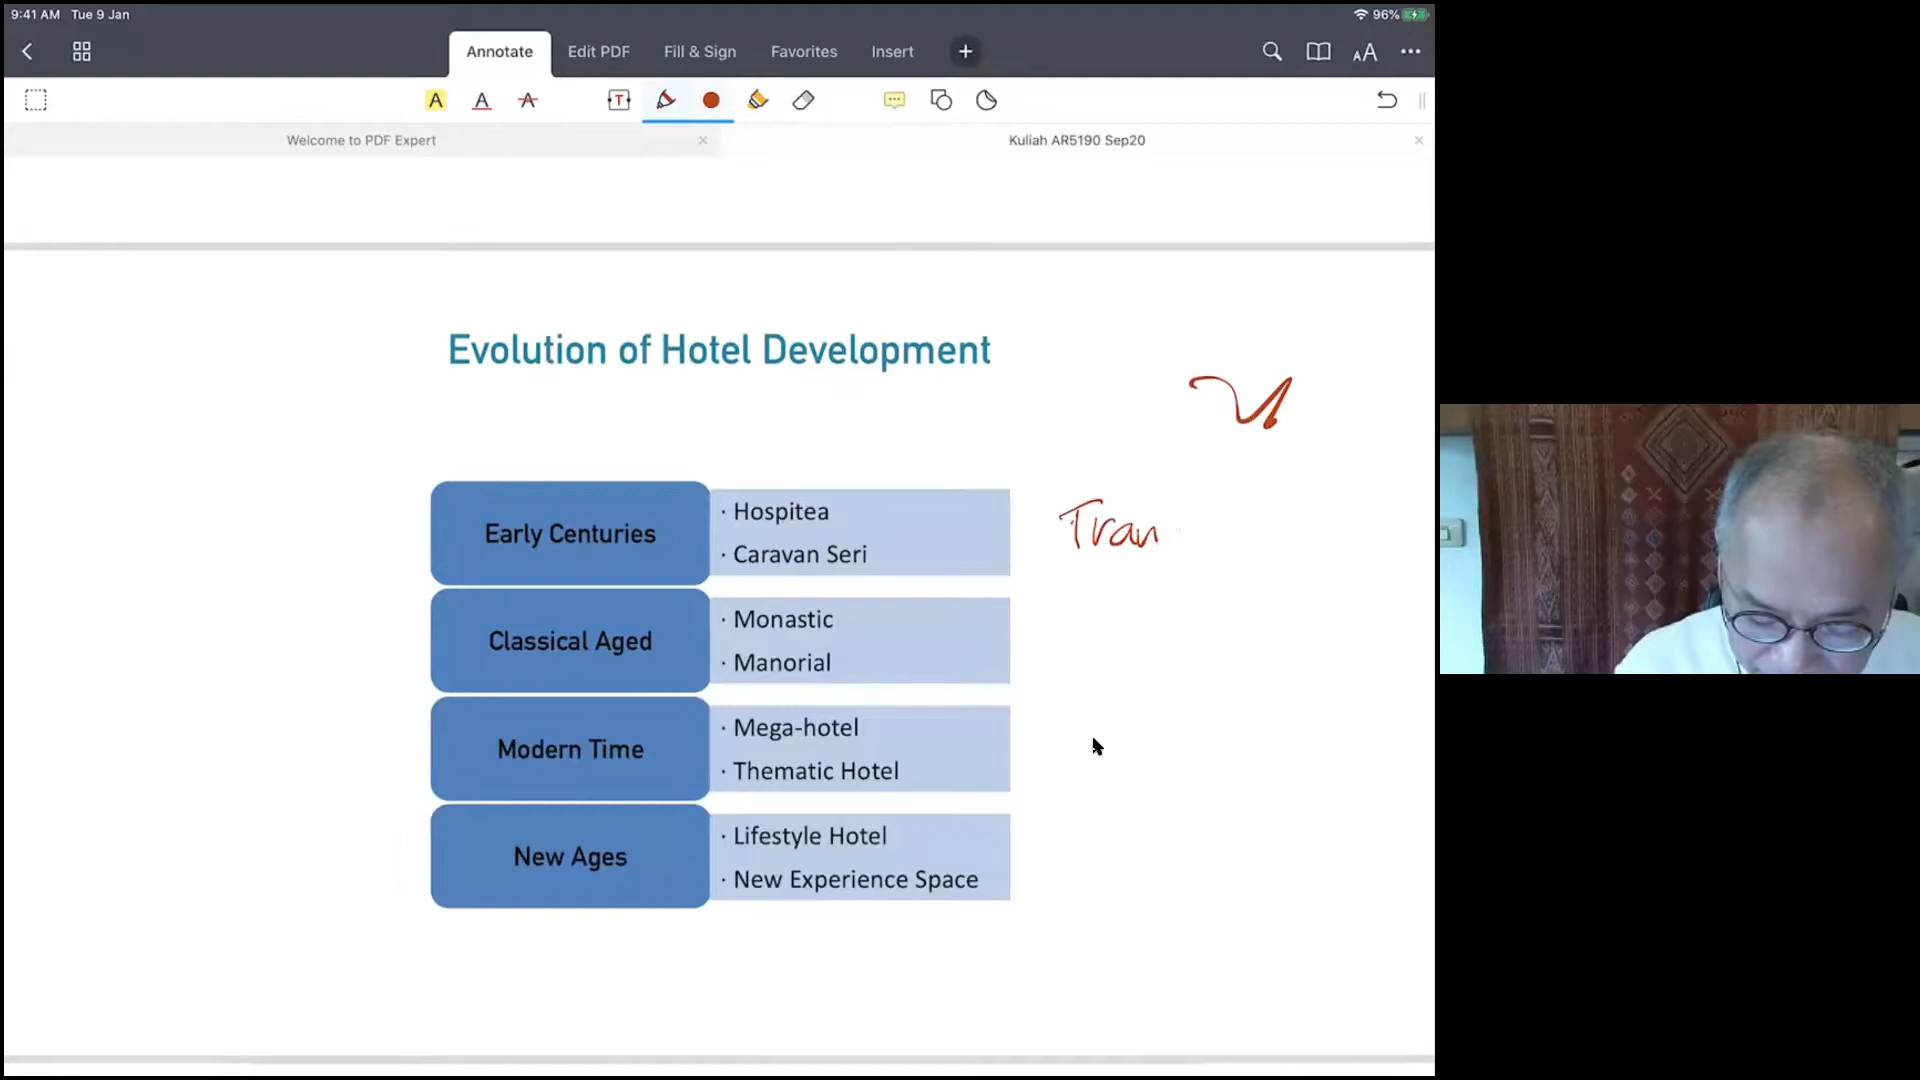 9:41 AM Tue 9 Jan
96%
Annotate
Edit PDF
Fill & Sign
Favorites
Insert
AA
A A A T
Welcome to PDF Expert
Kuliah AR5190 Sep20
Evolution of Hotel Development
Early Centuries
· Hospitea
· Caravan Seri
Tran
Classical Aged
· Monastic
· Manorial
Modern Time
· Mega-hotel
· Thematic Hotel
New Ages
· Lifestyle Hotel
· New Experience Space